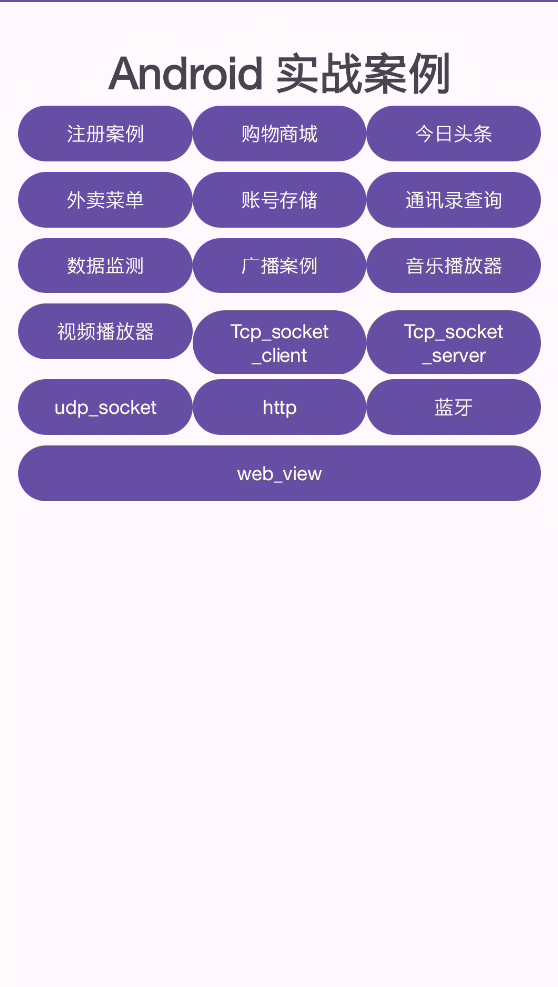 Android 实战案例
注册案例
购物商城
今日头条
外卖菜单
账号存储
通讯录查询
数据监测
广播案例
音乐播放器
视频播放器
Tcp_socket
_client
Tcp_socket
_server
udp_socket
http
蓝牙
web_view